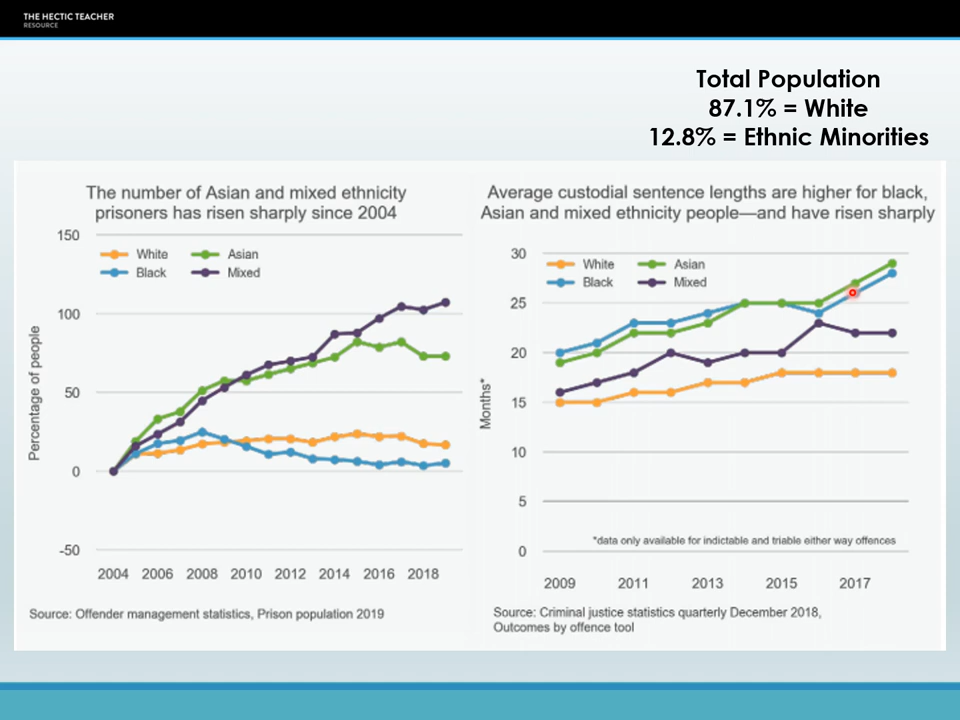 THE HECTIC TEACHER
RESOURCE
Total Population
87.1% = White
12.8% = Ethnic Minorities
The number of Asian and mixed ethnicity
prisoners has risen sharply since 2004
150
100
50
0
-50
Percentage of people
White
Asian
Black
Mixed
2004 2006 2008 2010 2012 2014 2016 2018
Source: Offender management statistics, Prison population 2019
Average custodial sentence lengths are higher for black,
Asian and mixed ethnicity people—and have risen sharply
30
25
20
15
10
5
0
Months*
White
Asian
Black
Mixed
*data only available for indictable and triable either way offences
2009 2011 2013 2015 2017
Source: Criminal justice statistics quarterly December 2018,
Outcomes by offence tool